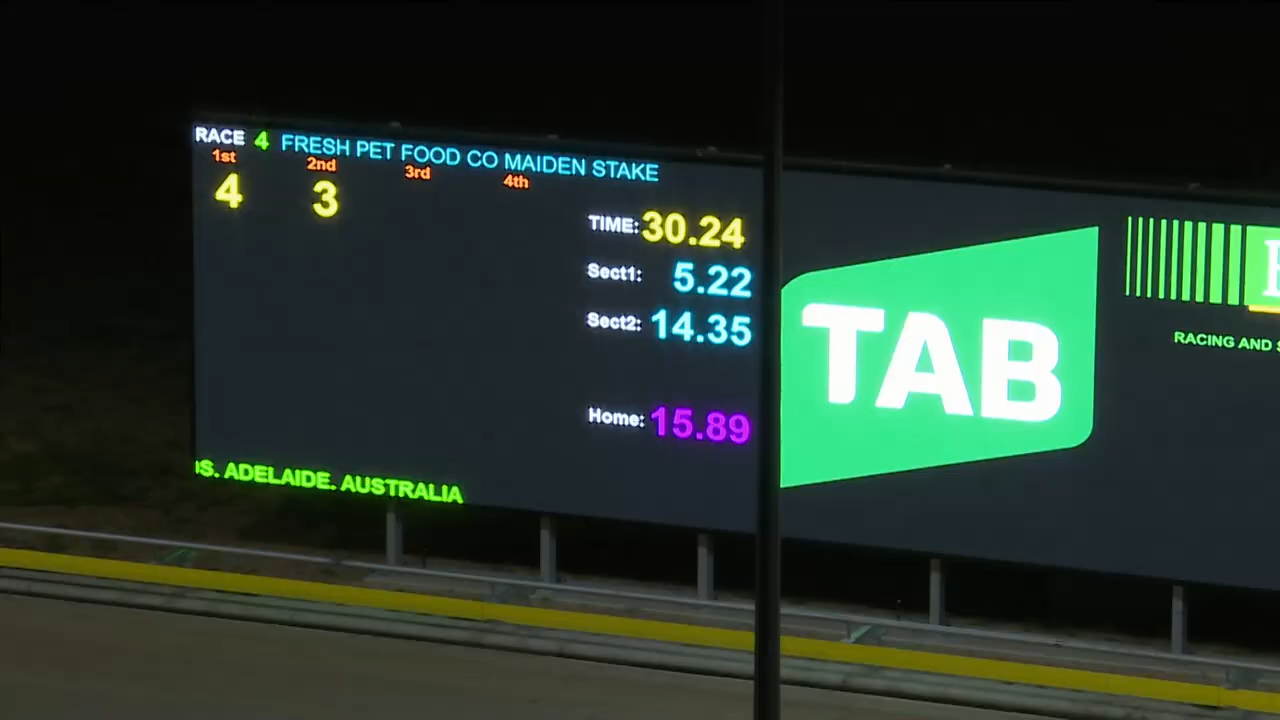 RACE 4 FRESH PET FOOD CO MAIDEN STAKE
1st 2nd 3rd 4th
4 3
TIME: 30.24
Sect1: 5.22
Sect2: 14.35
Home: 15.89
S. ADELAIDE. AUSTRALIA
TAB
RACING AND